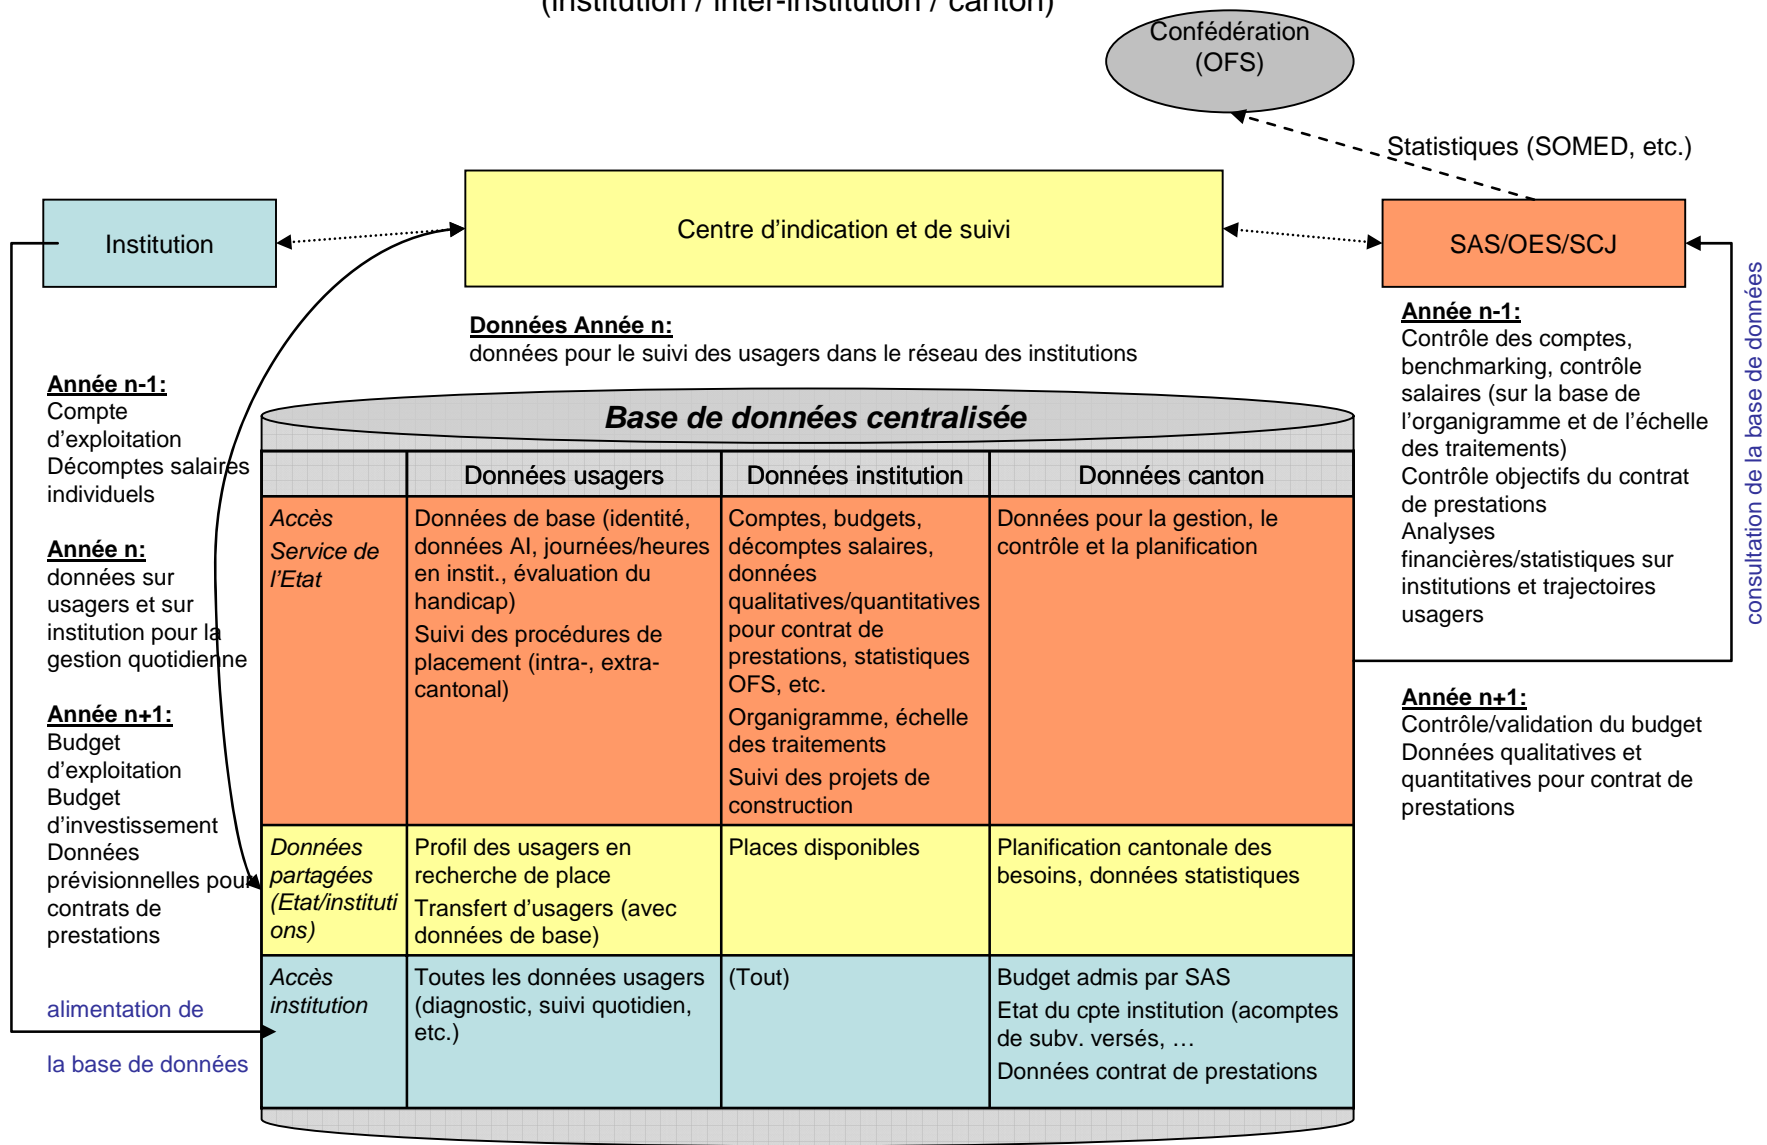 (institution / inter-institution / canton)
Confédération
(OFS)
Statistiques (SOMED, etc.)
Institution
Centre d’indication et de suivi
SAS/OES/SCJ
Données Année n:
données pour le suivi des usagers dans le réseau des institutions
Année n-1:
Compte
d’exploitation
Décomptes salaires
individuels
Année n:
données sur
usagers et sur
institution pour la
gestion quotidienne
Année n+1:
Budget
d’exploitation
Budget
d’investissement
Données
prévisionnelles pour
contrats de
prestations
alimentation de
la base de données
Base de données centralisée
Données usagers
Données institution
Données canton
Accès
Service de
l’Etat
Données de base (identité,
données AI, journées/heures
en instit., évaluation du
handicap)
Suivi des procédures de
placement (intra-, extra-
cantonal)
Comptes, budgets,
décomptes salaires,
données
qualitatives/quantitatives
pour contrat de
prestations, statistiques
OFS, etc.
Organigramme, échelle
des traitements
Suivi des projets de
construction
Données pour la gestion, le
contrôle et la planification
Données
partagées
(Etat/instituti
ons)
Profil des usagers en
recherche de place
Transfert d’usagers (avec
données de base)
Places disponibles
Planification cantonale des
besoins, données statistiques
Accès
institution
Toutes les données usagers
(diagnostic, suivi quotidien,
etc.)
(Tout)
Budget admis par SAS
Etat du cpte institution (acomptes
de subv. versés, …
Données contrat de prestations
Année n-1:
Contrôle des comptes,
benchmarking, contrôle
salaires (sur la base de
l’organigramme et de l’échelle
des traitements)
Contrôle objectifs du contrat
de prestations
Analyses
financières/statistiques sur
institutions et trajectoires
usagers
Année n+1:
Contrôle/validation du budget
Données qualitatives et
quantitatives pour contrat de
prestations
consultation de la base de données